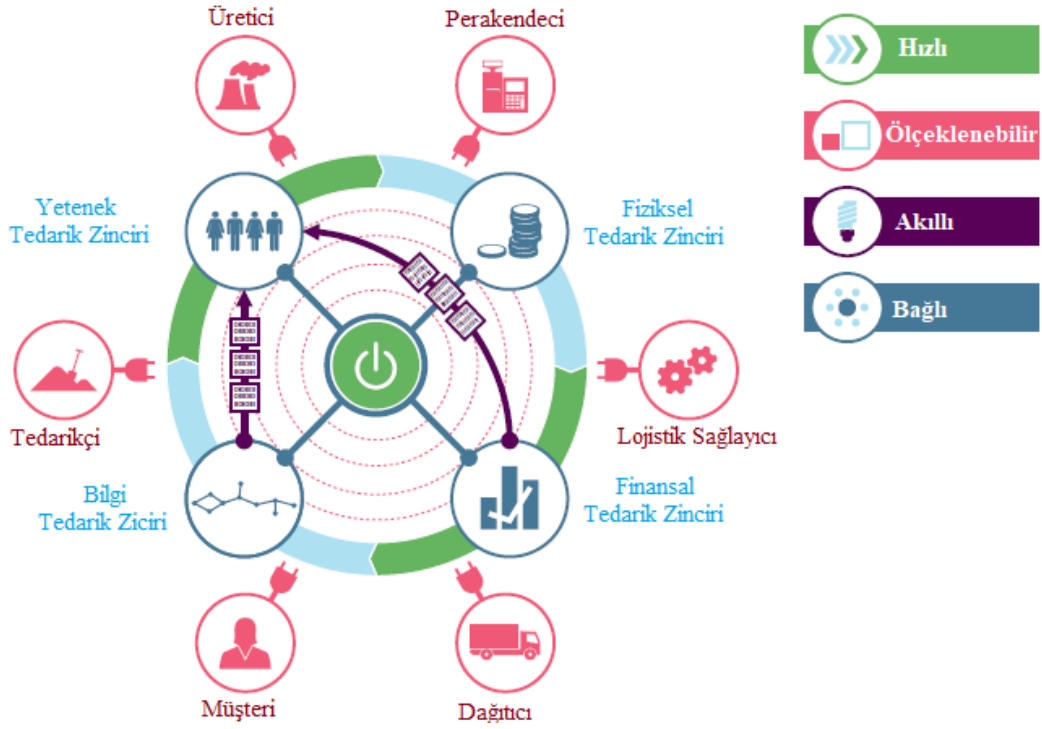 Üretici
Perakendeci
Hızlı
Ölçeklenebilir
Akıllı
Bağlı
Yetenek
Tedarik Zinciri
Fiziksel
Tedarik Zinciri
Tedarikçi
Lojistik Sağlayıcı
Bilgi
Tedarik Ziciri
Finansal
Tedarik Zinciri
Müşteri
Dağıtıcı